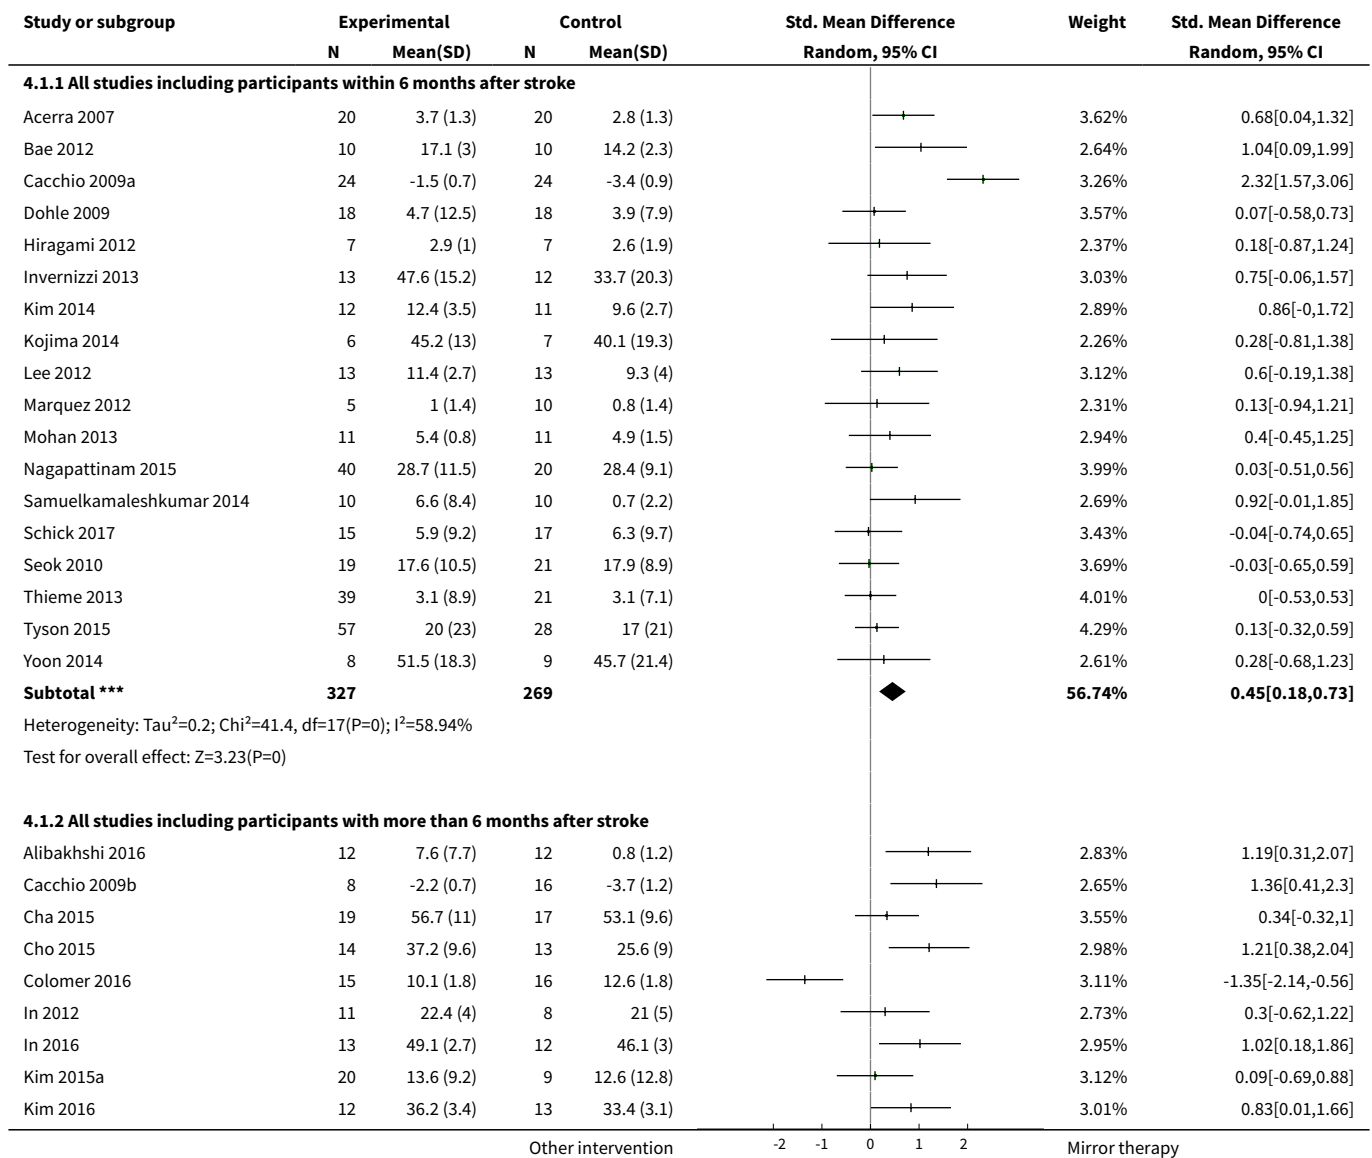 Study or subgroup Experimental Control Std. Mean Difference Weight Std. Mean Difference
N Mean(SD) N Mean(SD) Random, 95% CI Random, 95% CI
4.1.1 All studies including participants within 6 months after stroke
Acerra 2007 20 3.7 (1.3) 20 2.8 (1.3) 3.62% 0.68[0.04,1.32]
Bae 2012 10 17.1 (3) 10 14.2 (2.3) 2.64% 1.04[0.09,1.99]
Cacchio 2009a 24 -1.5 (0.7) 24 -3.4 (0.9) 3.26% 2.32[1.57,3.06]
Dohle 2009 18 4.7 (12.5) 18 3.9 (7.9) 3.57% 0.07[-0.58,0.73]
Hiragami 2012 7 2.9 (1) 7 2.6 (1.9) 2.37% 0.18[-0.87,1.24]
Invernizzi 2013 13 47.6 (15.2) 12 33.7 (20.3) 3.03% 0.75[-0.06,1.57]
Kim 2014 12 12.4 (3.5) 11 9.6 (2.7) 2.89% 0.86[-0,1.72]
Kojima 2014 6 45.2 (13) 7 40.1 (19.3) 2.26% 0.28[-0.81,1.38]
Lee 2012 13 11.4 (2.7) 13 9.3 (4) 3.12% 0.6[-0.19,1.38]
Marquez 2012 5 1 (1.4) 10 0.8 (1.4) 2.31% 0.13[-0.94,1.21]
Mohan 2013 11 5.4 (0.8) 11 4.9 (1.5) 2.94% 0.4[-0.45,1.25]
Nagapattinam 2015 40 28.7 (11.5) 20 28.4 (9.1) 3.99% 0.03[-0.51,0.56]
Samuelkamaleshkumar 2014 10 6.6 (8.4) 10 0.7 (2.2) 2.69% 0.92[-0.01,1.85]
Schick 2017 15 5.9 (9.2) 17 6.3 (9.7) 3.43% -0.04[-0.74,0.65]
Seok 2010 19 17.6 (10.5) 21 17.9 (8.9) 3.69% -0.03[-0.65,0.59]
Thieme 2013 39 3.1 (8.9) 21 3.1 (7.1) 4.01% 0[-0.53,0.53]
Tyson 2015 57 20 (23) 28 17 (21) 4.29% 0.13[-0.32,0.59]
Yoon 2014 8 51.5 (18.3) 9 45.7 (21.4) 2.61% 0.28[-0.68,1.23]
Subtotal *** 327 269 56.74% 0.45[0.18,0.73]
Heterogeneity: Tau²=0.2; Chi²=41.4, df=17(P=0); I²=58.94%
Test for overall effect: Z=3.23(P=0)
4.1.2 All studies including participants with more than 6 months after stroke
Alibakhshi 2016 12 7.6 (7.7) 12 0.8 (1.2) 2.83% 1.19[0.31,2.07]
Cacchio 2009b 8 -2.2 (0.7) 16 -3.7 (1.2) 2.65% 1.36[0.41,2.3]
Cha 2015 19 56.7 (11) 17 53.1 (9.6) 3.55% 0.34[-0.32,1]
Cho 2015 14 37.2 (9.6) 13 25.6 (9) 2.98% 1.21[0.38,2.04]
Colomer 2016 15 10.1 (1.8) 16 12.6 (1.8) 3.11% -1.35[-2.14,-0.56]
In 2012 11 22.4 (4) 8 21 (5) 2.73% 0.3[-0.62,1.22]
In 2016 13 49.1 (2.7) 12 46.1 (3) 2.95% 1.02[0.18,1.86]
Kim 2015a 20 13.6 (9.2) 9 12.6 (12.8) 3.12% 0.09[-0.69,0.88]
Kim 2016 12 36.2 (3.4) 13 33.4 (3.1) 3.01% 0.83[0.01,1.66]
Other intervention -2 -1 0 1 2 Mirror therapy